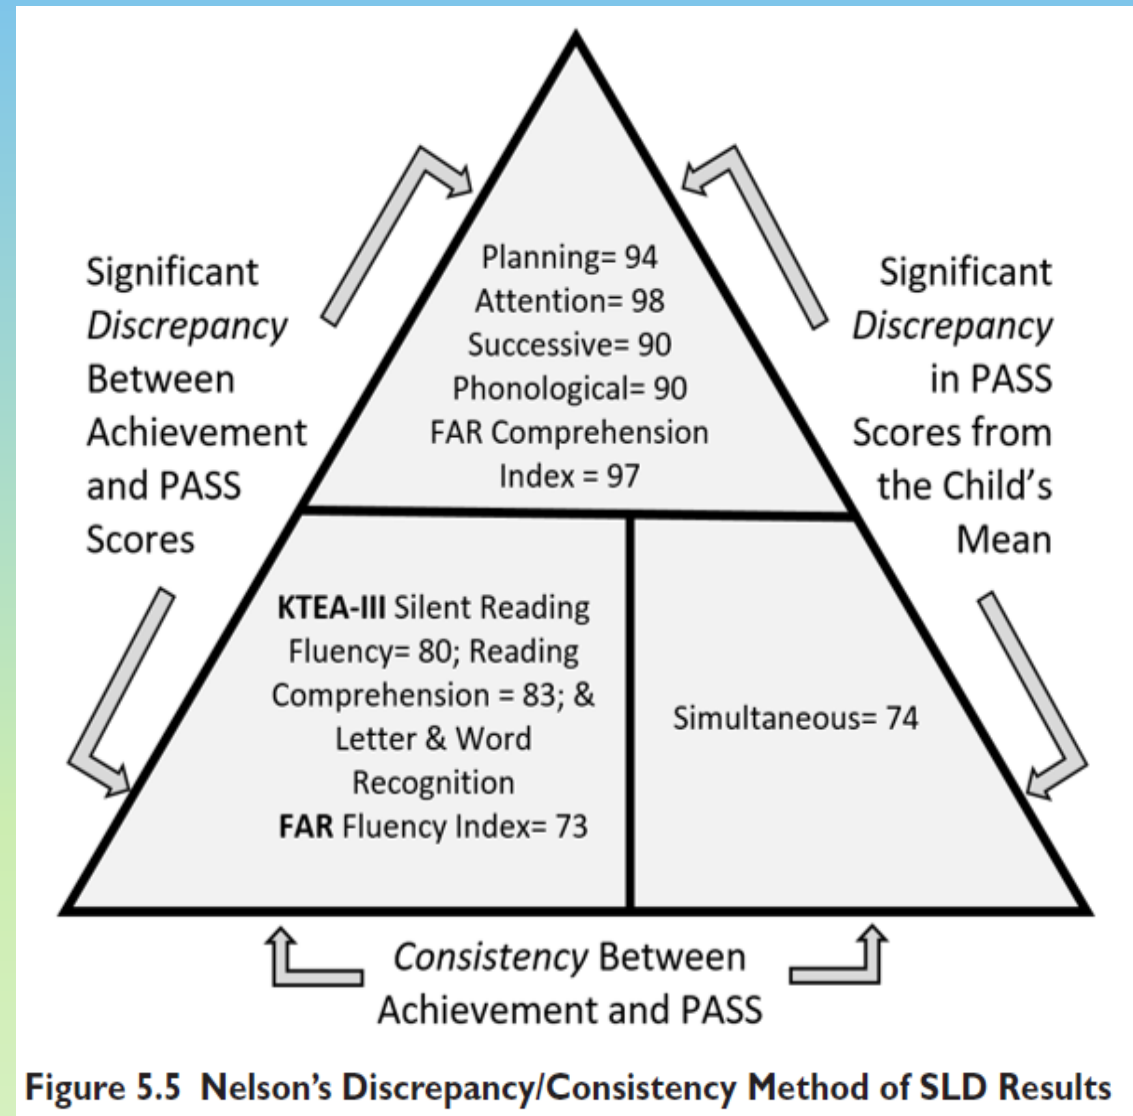 Planning= 94
Attention= 98
Successive= 90
Phonological= 90
FAR Comprehension
Index = 97
Significant
Discrepancy
Between
Achievement
and PASS
Scores
Significant
Discrepancy
in PASS
Scores from
the Child's
Mean
KTEA-III Silent Reading
Fluency= 80; Reading
Comprehension = 83; &
Letter & Word
Recognition
FAR Fluency Index= 73
Simultaneous= 74
Consistency Between
Achievement and PASS
Figure 5.5 Nelson's Discrepancy/Consistency Method of SLD Results